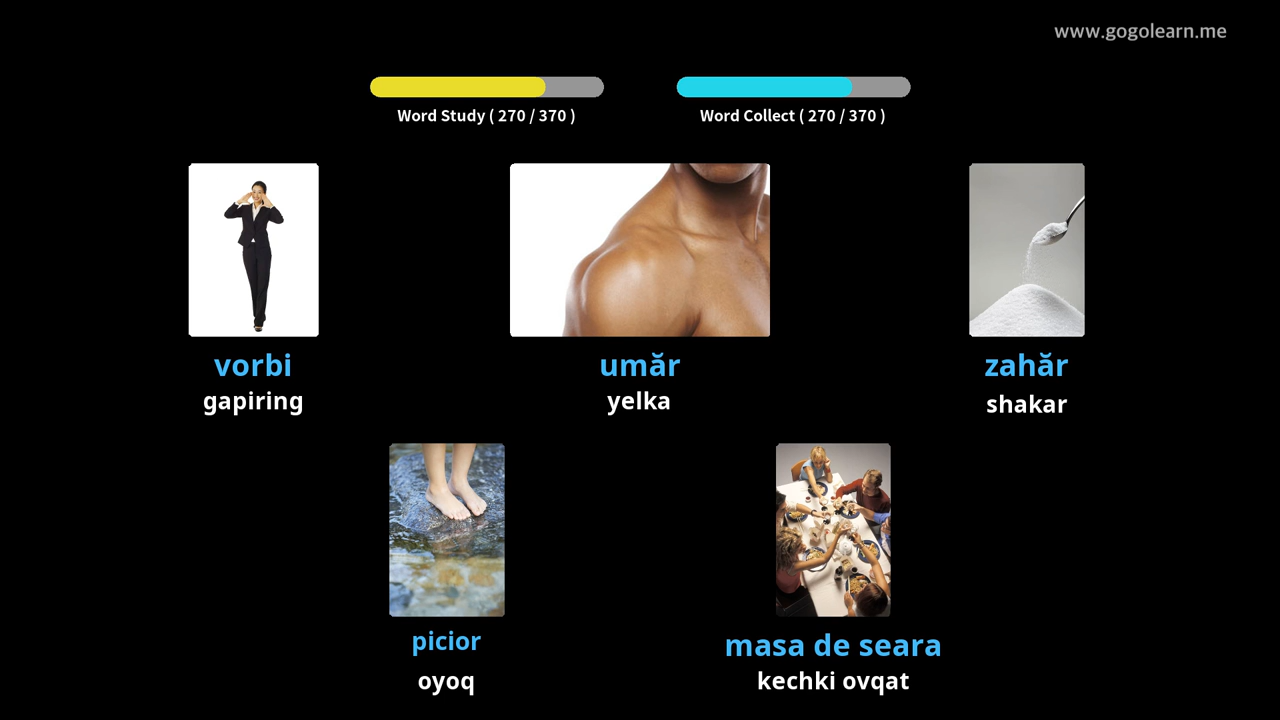 www.gogolearn.me
Word Study ( 270 / 370 )
Word Collect ( 270 / 370 )
vorbi
gapiring
umăr
yelka
zahăr
shakar
picior
oyoq
masa de seara
kechki ovqat